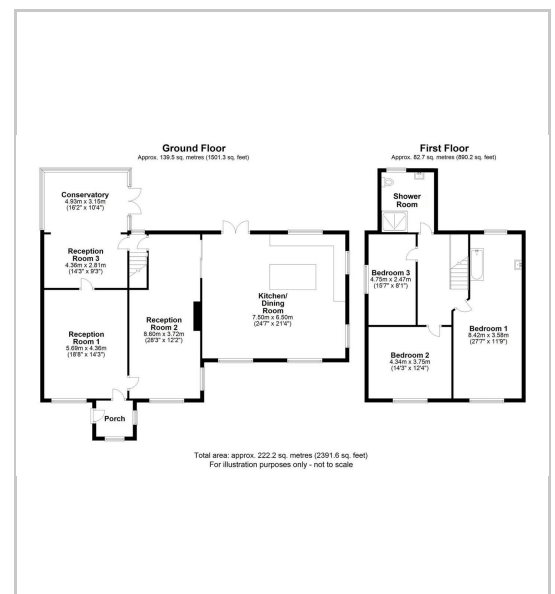 Ground Floor
Approx. 139.5 sq. metres (1501.3 sq. feet)
Conservatory
4.93m x 3.15m
(16'2" x 10'4")
Reception
Room 3
4.36m x 2.81m
(14'3" x 9'3")
Reception
Room 1
5.69m x 4.36m
(18'8" x 14'3")
Reception
Room 2
8.60m x 3.72m
(28'3" x 12'2")
Kitchen/
Dining
Room
7.50m x 6.50m
(24'7" x 21'4")
Porch
First Floor
Approx. 82.7 sq. metres (890.2 sq. feet)
Shower
Room
Bedroom 3
4.75m x 2.47m
(15'7" x 8'1")
Bedroom 2
4.34m x 3.75m
(14'3" x 12'4")
Bedroom 1
8.42m x 3.58m
(27'7" x 11'9")
Total area: approx. 222.2 sq. metres (2391.6 sq. feet)
For illustration purposes only - not to scale